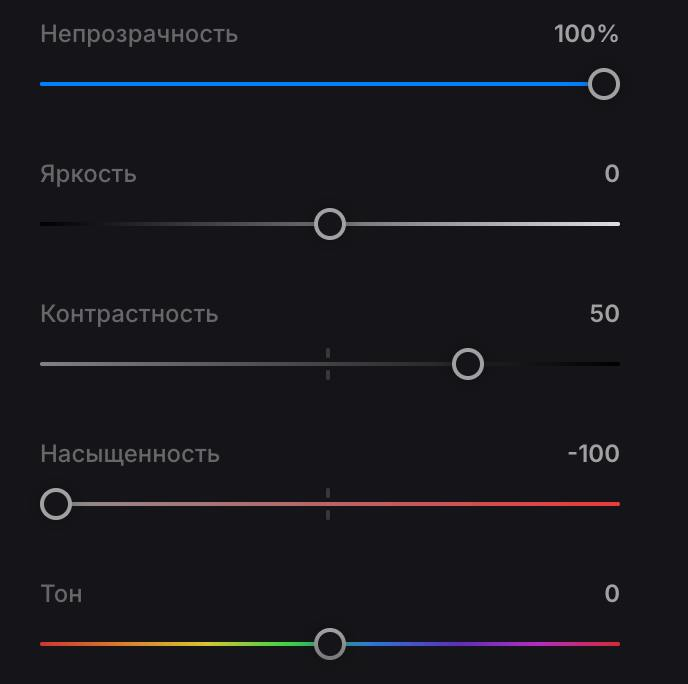 Непрозрачность 100%
Яркость 0
Контрастность 50
Насыщенность -100
Тон 0